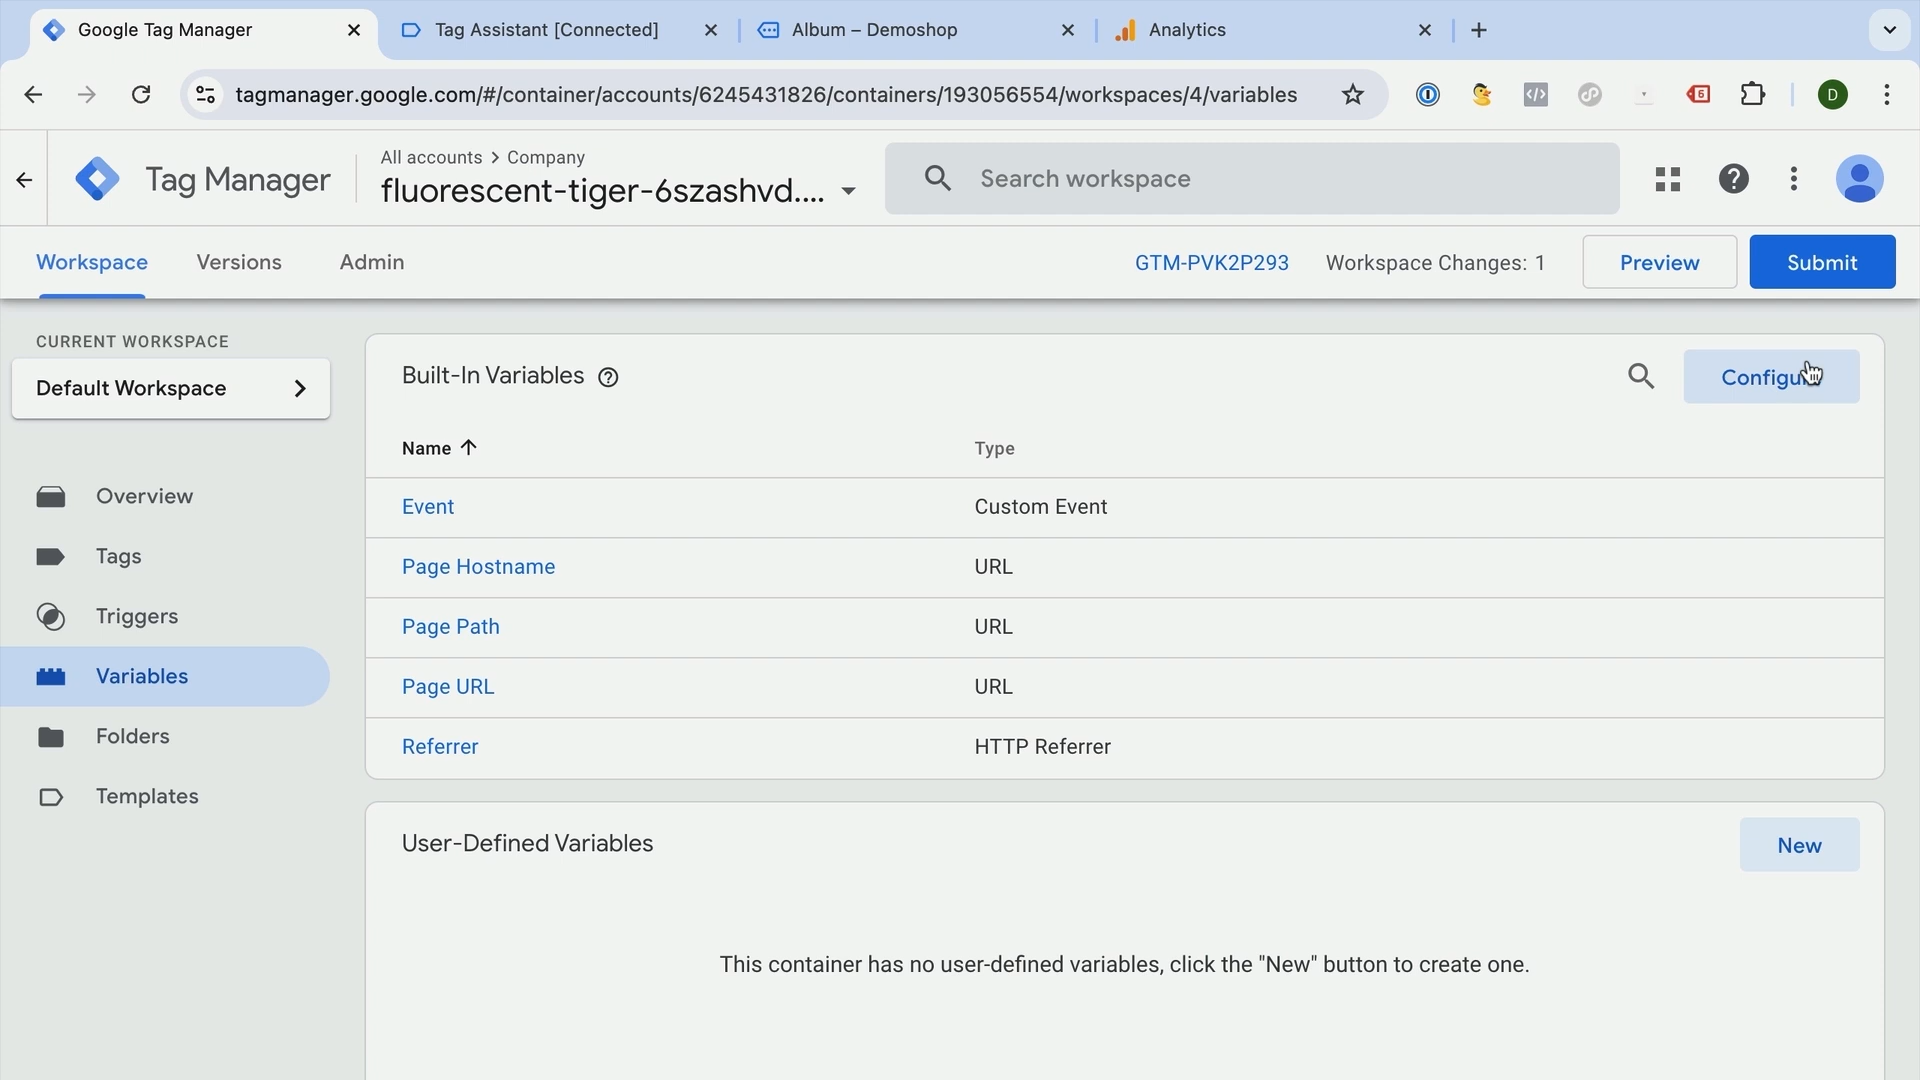 Google Tag Manager
Tag Assistant [Connected]
Album – Demoshop
Analytics
tagmanager.google.com/#/container/accounts/6245431826/containers/193056554/workspaces/4/variables
6
D
Tag Manager
All accounts > Company
fluorescent-tiger-6szashvd....
Search workspace
Workspace
Versions
Admin
GTM-PVK2P293
Workspace Changes: 1
Preview
Submit
CURRENT WORKSPACE
Default Workspace
Overview
Tags
Triggers
Variables
Folders
Templates
Built-In Variables
Name
Type
Event
Custom Event
Page Hostname
URL
Page Path
URL
Page URL
URL
Referrer
HTTP Referrer
User-Defined Variables
New
This container has no user-defined variables, click the "New" button to create one.